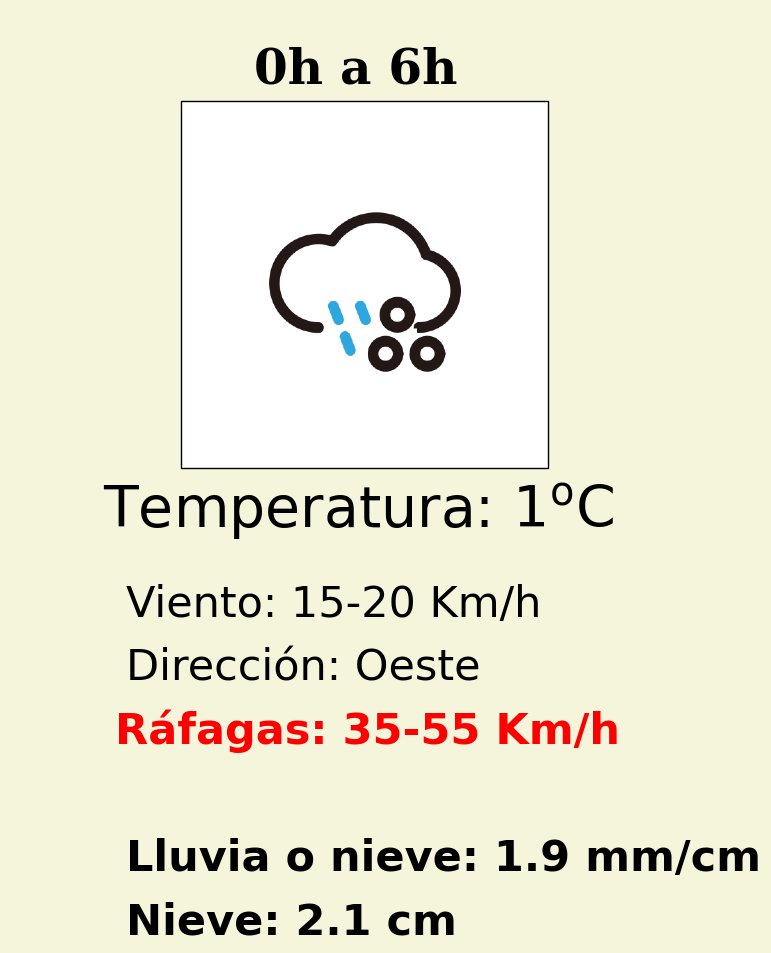 0h a 6h
Temperatura: 1ºC
Viento: 15-20 Km/h
Dirección: Oeste
Ráfagas: 35-55 Km/h
Lluvia o nieve: 1.9 mm/cm
Nieve: 2.1 cm